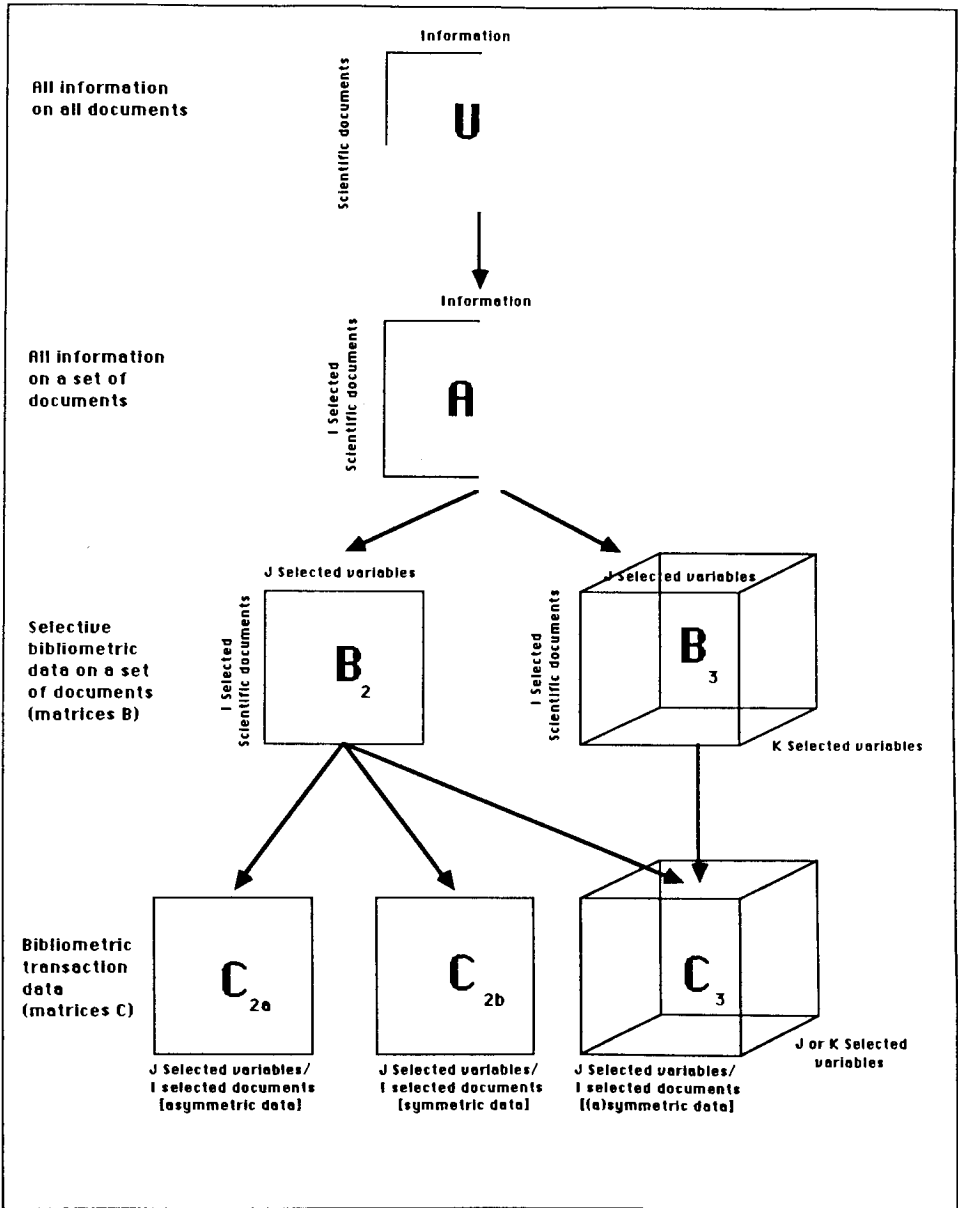 Information
All information
on all documents
Scientific documents
U
Information
All information
on a set of
documents
I Selected
Scientific documents
A
J Selected variables
J Selected variables
Selective
bibliometric
data on a set
of documents
(matrices B)
I Selected
Scientific documents
B2
I Selected
Scientific documents
B3
K Selected variables
Bibliometric
transaction
data
(matrices C)
C2a
C2b
C3
J or K Selected
variables
J Selected variables/
I selected documents
[asymmetric data]
J Selected variables/
I selected documents
[symmetric data]
J Selected variables/
I selected documents
[(a)symmetric data]